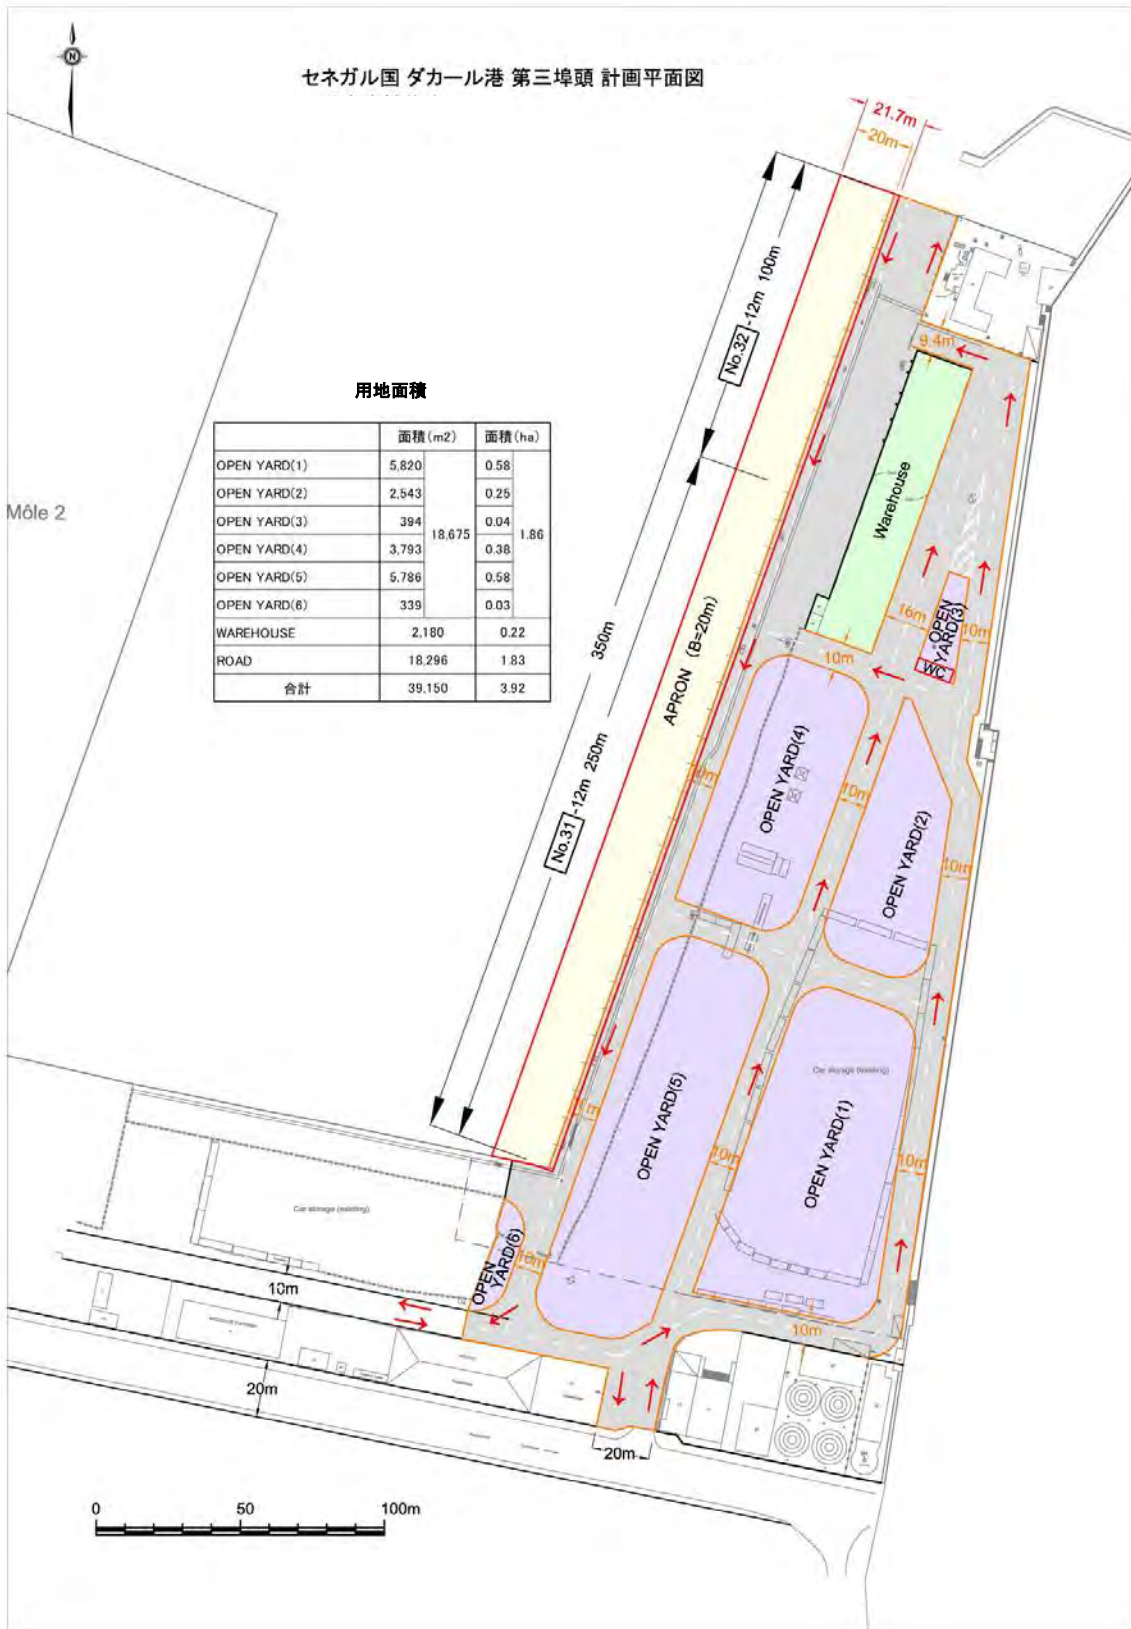 N
セネガル国 ダカール港 第三埠頭 計画平面図
21.7m
20m
No.32 -12m 100m
9.4m
用地面積
面積(m2) 面積(ha)
OPEN YARD(1) 5,820 0.58
OPEN YARD(2) 2,543 0.25
OPEN YARD(3) 394 0.04
18,675 1.86
OPEN YARD(4) 3,793 0.38
OPEN YARD(5) 5,786 0.58
OPEN YARD(6) 339 0.03
WAREHOUSE 2,180 0.22
ROAD 18,296 1.83
合計 39,150 3.92
Môle 2
Warehouse
350m
APRON (B=20m)
16m
OPEN
YARD(3)
10m
WC
10m
No.31 -12m 250m
OPEN YARD(4)
10m
OPEN YARD(2)
10m
Car storage (existing)
OPEN YARD(5)
OPEN YARD(1)
10m
10m
Car storage (existing)
OPEN
YARD(6)
10m
10m
10m
20m
20m
0 50 100m